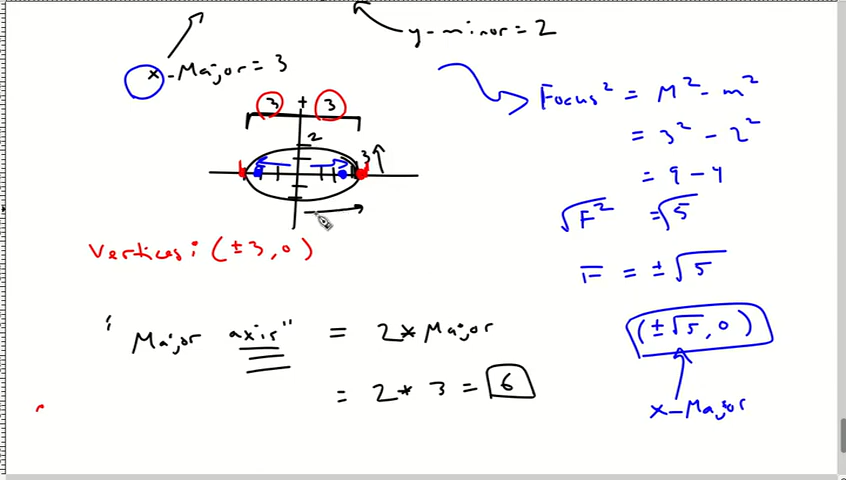 y-minor = 2
x-Major = 3
3 3
2
3
Focus² = M² - m²
= 3² - 2²
= 9 - 4
√F² = √5
F = ±√5
(±√5, 0)
x-Major
Vertices: (±3, 0)
"Major axis" = 2*Major
= 2 * 3 = 6